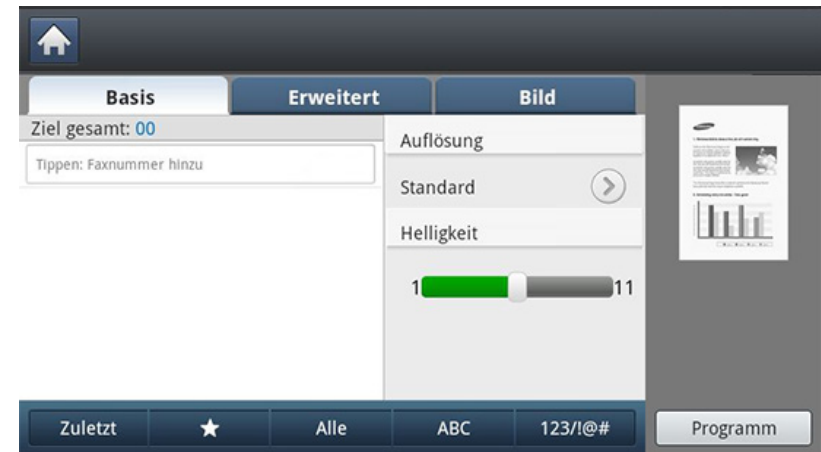 Basis
Erweitert
Bild
Ziel gesamt: 00
Tippen: Faxnummer hinzu
Auflösung
Standard
Helligkeit
1 11
Zuletzt ★ Alle ABC 123/!@#
Programm